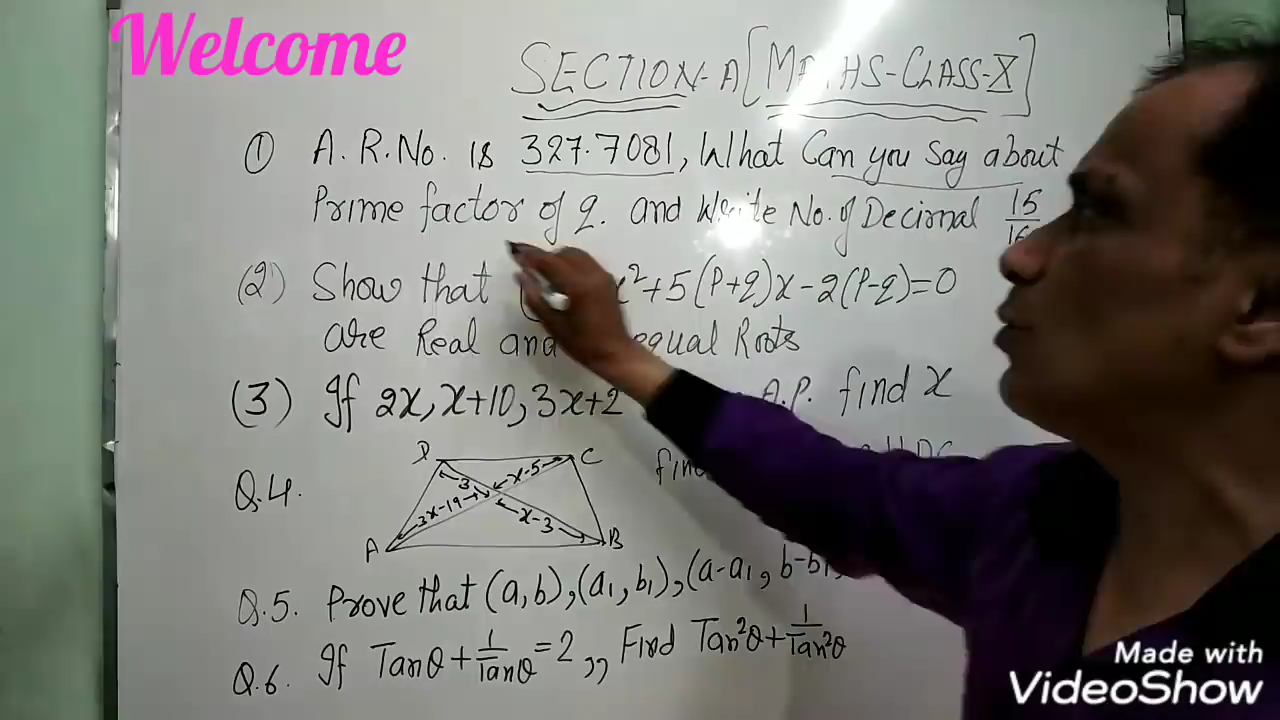 Welcome
SECTION-A [MATHS-CLASS-X]
① A.R.No. is 327.7081, What Can you Say about
Prime factor of q. and Write No. of Decimal 15/16
(2) Show that x²+5(P+q)x-2(P-q)=0
are Real and equal Roots
(3) If 2x, x+10, 3x+2 A.P. find x
Q.4. find DC
D C
3 x-5
3x-19 x-3
A B
Q.5. Prove that (a,b), (a₁,b₁), (a-a₁, b-b₁
Q.6. If Tanθ+1/Tanθ=2,, Find Tan²θ+1/Tan²θ
Made with
VideoShow